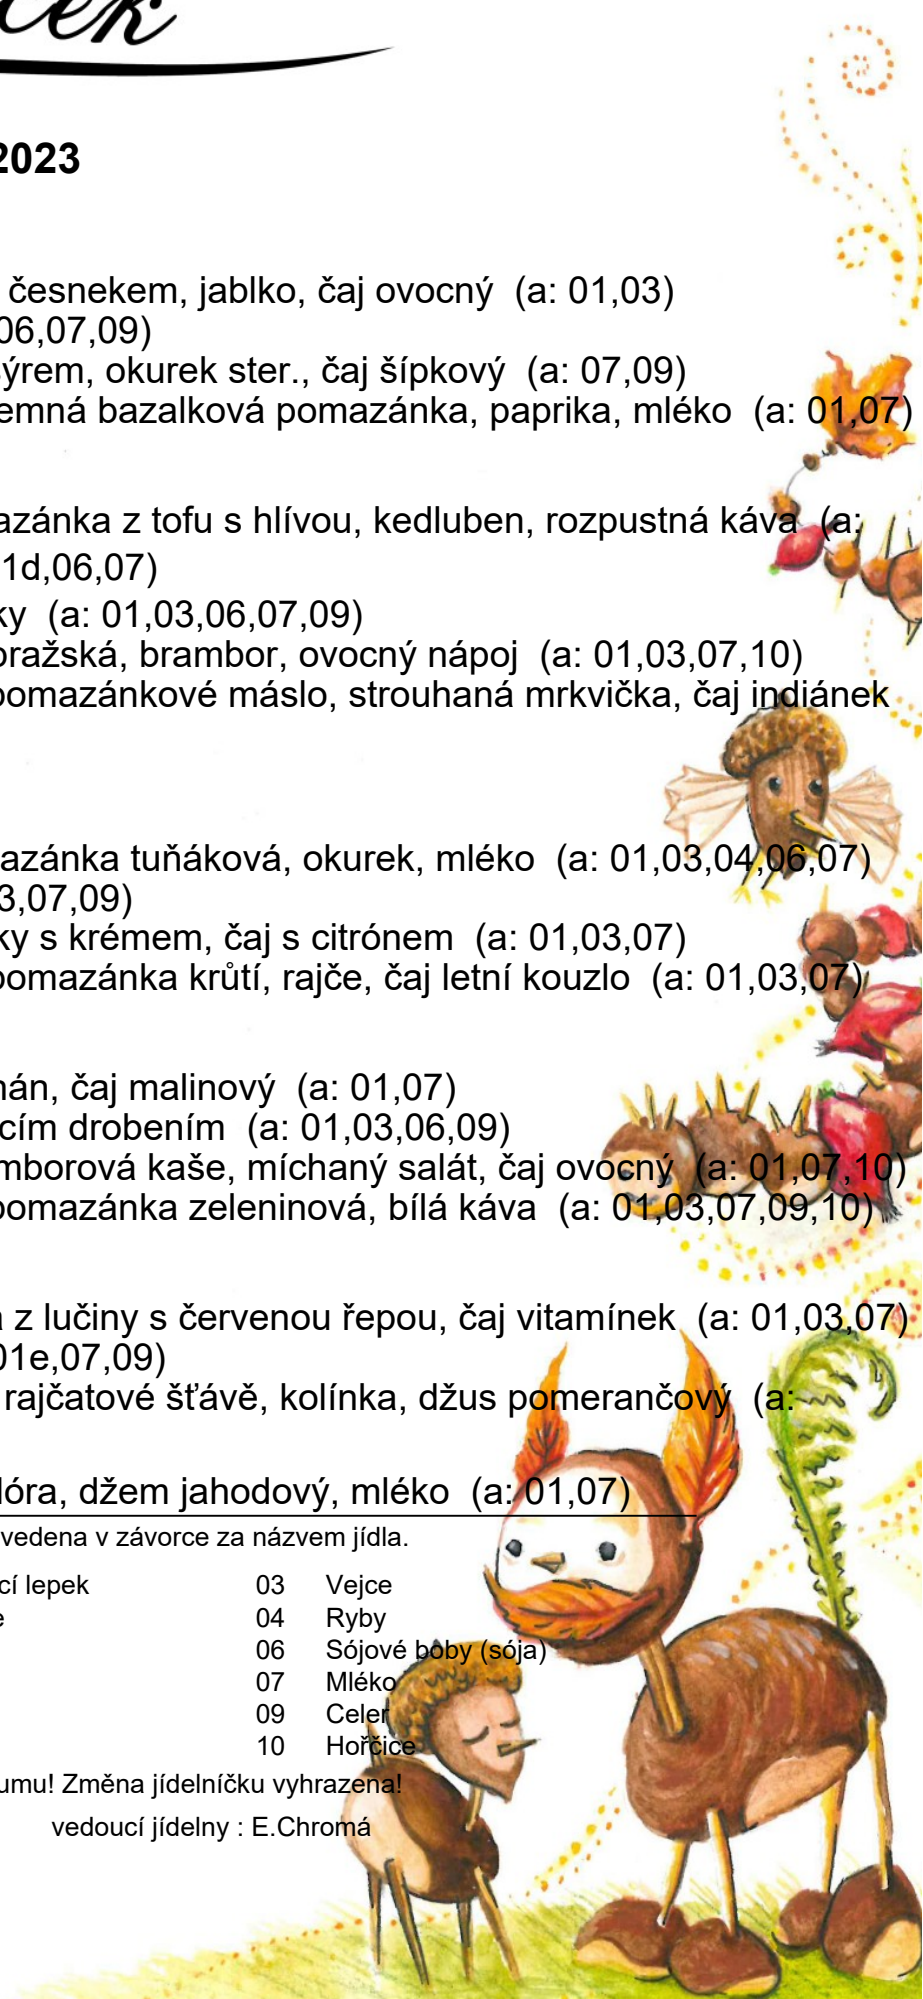 ček
2023
česnekem, jablko, čaj ovocný (a: 01,03)
06,07,09)
sýrem, okurek ster., čaj šípkový (a: 07,09)
emná bazalková pomazánka, paprika, mléko (a: 01,07)
azánka z tofu s hlívou, kedluben, rozpustná káva (a:
1d,06,07)
ky (a: 01,03,06,07,09)
oražská, brambor, ovocný nápoj (a: 01,03,07,10)
pomazánkové máslo, strouhaná mrkvička, čaj indiánek
azánka tuňáková, okurek, mléko (a: 01,03,04,06,07)
3,07,09)
ky s krémem, čaj s citrónem (a: 01,03,07)
pomazánka krůtí, rajče, čaj letní kouzlo (a: 01,03,07)
nán, čaj malinový (a: 01,07)
cím drobením (a: 01,03,06,09)
mborová kaše, míchaný salát, čaj ovocný (a: 01,07,10)
pomazánka zeleninová, bílá káva (a: 01,03,07,09,10)
a z lučiny s červenou řepou, čaj vitamínek (a: 01,03,07)
01e,07,09)
rajčatové šťávě, kolínka, džus pomerančový (a:
lóra, džem jahodový, mléko (a: 01,07)
vedena v závorce za názvem jídla.
cí lepek 03 Vejce
e 04 Ryby
06 Sójové boby (sója)
07 Mléko
09 Celer
10 Hořčice
umu! Změna jídelníčku vyhrazena!
vedoucí jídelny : E.Chromá